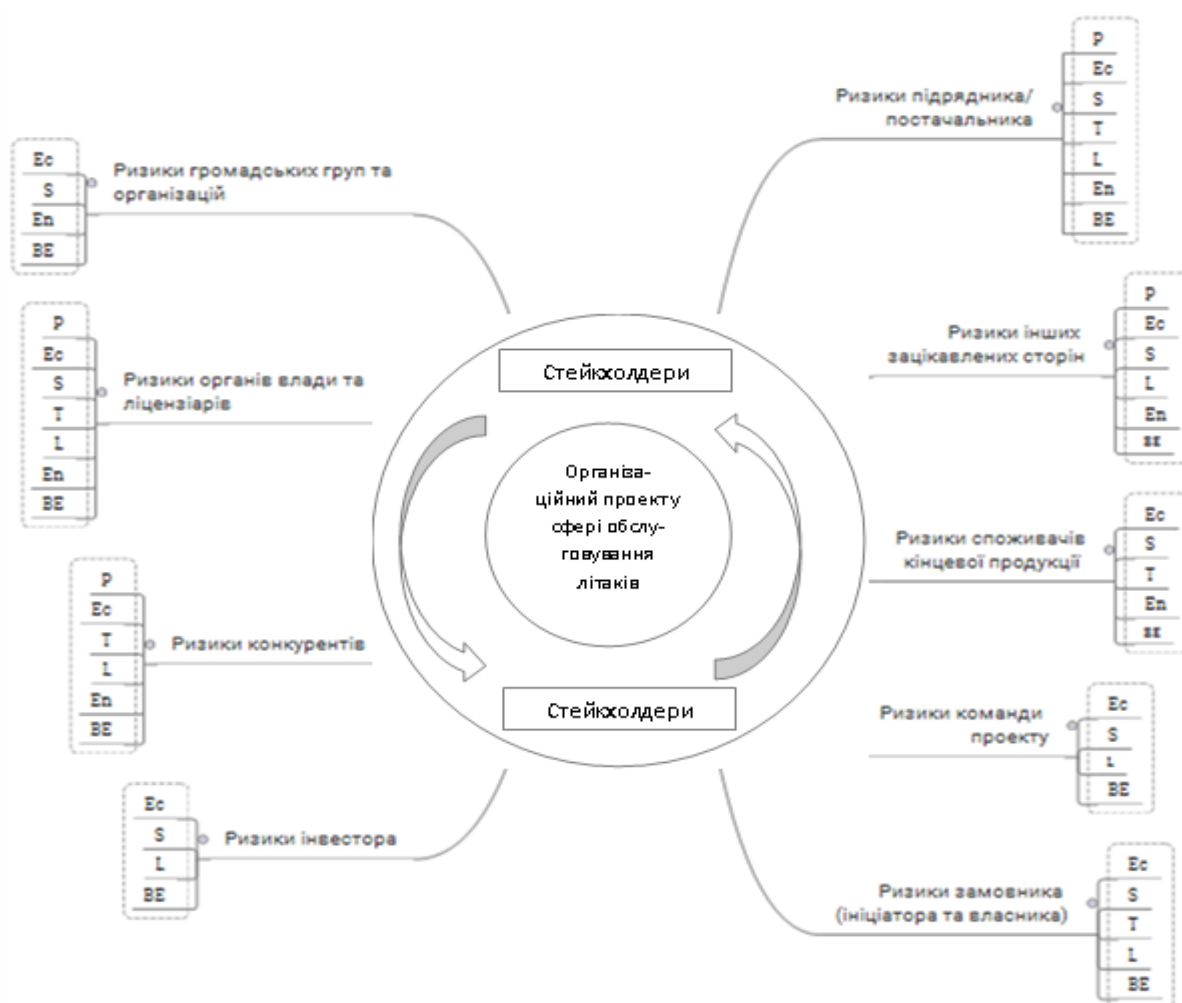 Ec
S
En
BE
Ризики громадських груп та
організацій
P
Ec
S
T
L
En
BE
Ризики органів влади та
ліцензіарів
P
Ec
T
L
En
BE
Ризики конкурентів
Ec
S
L
BE
Ризики інвестора
Стейкхолдери
Організа-
ційний проекту
сфері обслу-
говування
літаків
Стейкхолдери
Ризики підрядника/
постачальника
P
Ec
S
T
L
En
BE
Ризики інших
зацікавлених сторін
P
Ec
S
L
En
BE
Ризики споживачів
кінцевої продукції
Ec
S
T
En
BE
Ризики команди
проекту
Ec
S
L
BE
Ризики замовника
(ініціатора та власника)
Ec
S
T
L
BE